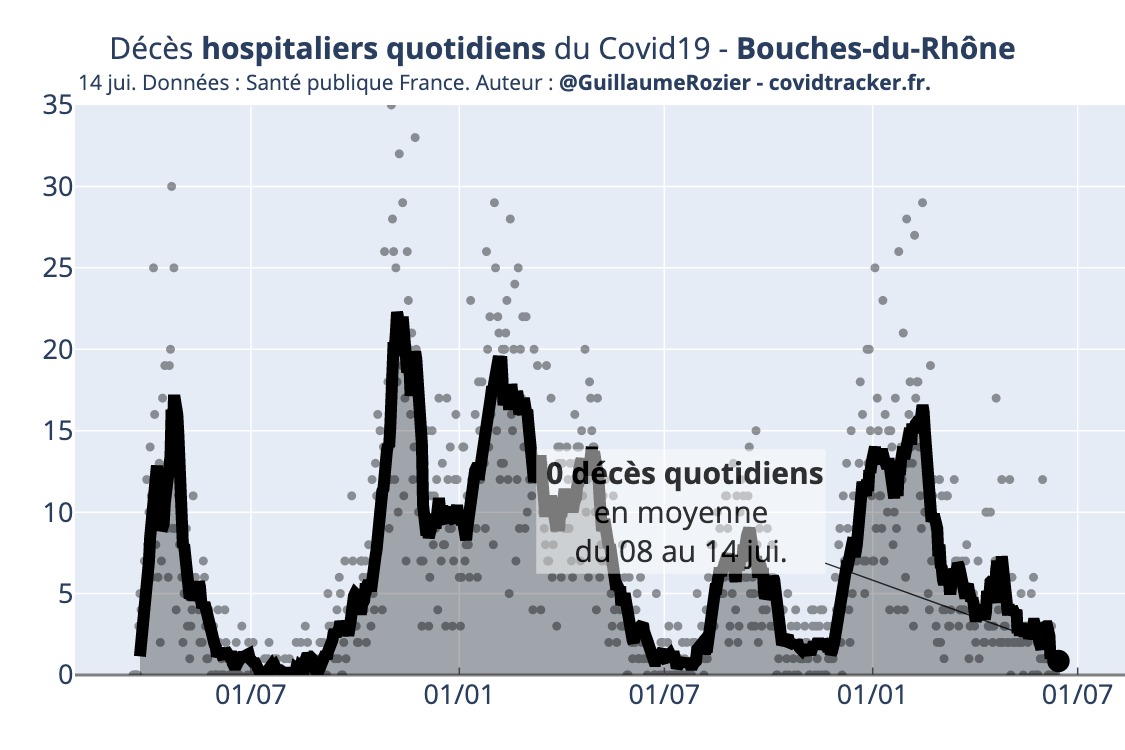 Décès hospitaliers quotidiens du Covid19 - Bouches-du-Rhône
14 jui. Données : Santé publique France. Auteur : @GuillaumeRozier - covidtracker.fr.
35
30
25
20
15
10
5
0
0 décès quotidiens
en moyenne
du 08 au 14 jui.
01/07 01/01 01/07 01/01 01/07